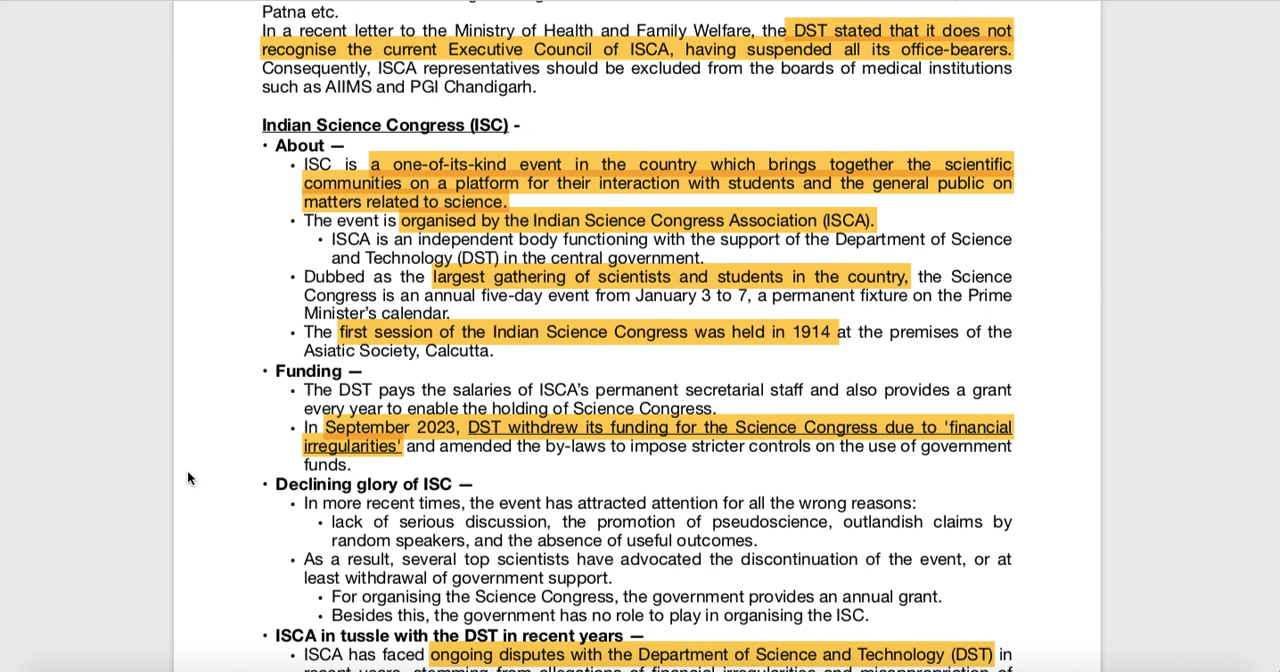 Patna etc.
In a recent letter to the Ministry of Health and Family Welfare, the DST stated that it does not
recognise the current Executive Council of ISCA, having suspended all its office-bearers.
Consequently, ISCA representatives should be excluded from the boards of medical institutions
such as AIIMS and PGI Chandigarh.
Indian Science Congress (ISC) -
• About —
• ISC is a one-of-its-kind event in the country which brings together the scientific
communities on a platform for their interaction with students and the general public on
matters related to science.
• The event is organised by the Indian Science Congress Association (ISCA).
• ISCA is an independent body functioning with the support of the Department of Science
and Technology (DST) in the central government.
• Dubbed as the largest gathering of scientists and students in the country, the Science
Congress is an annual five-day event from January 3 to 7, a permanent fixture on the Prime
Minister's calendar.
• The first session of the Indian Science Congress was held in 1914 at the premises of the
Asiatic Society, Calcutta.
• Funding —
• The DST pays the salaries of ISCA's permanent secretarial staff and also provides a grant
every year to enable the holding of Science Congress.
• In September 2023, DST withdrew its funding for the Science Congress due to 'financial
irregularities' and amended the by-laws to impose stricter controls on the use of government
funds.
• Declining glory of ISC —
• In more recent times, the event has attracted attention for all the wrong reasons:
• lack of serious discussion, the promotion of pseudoscience, outlandish claims by
random speakers, and the absence of useful outcomes.
• As a result, several top scientists have advocated the discontinuation of the event, or at
least withdrawal of government support.
• For organising the Science Congress, the government provides an annual grant.
• Besides this, the government has no role to play in organising the ISC.
• ISCA in tussle with the DST in recent years —
• ISCA has faced ongoing disputes with the Department of Science and Technology (DST) in